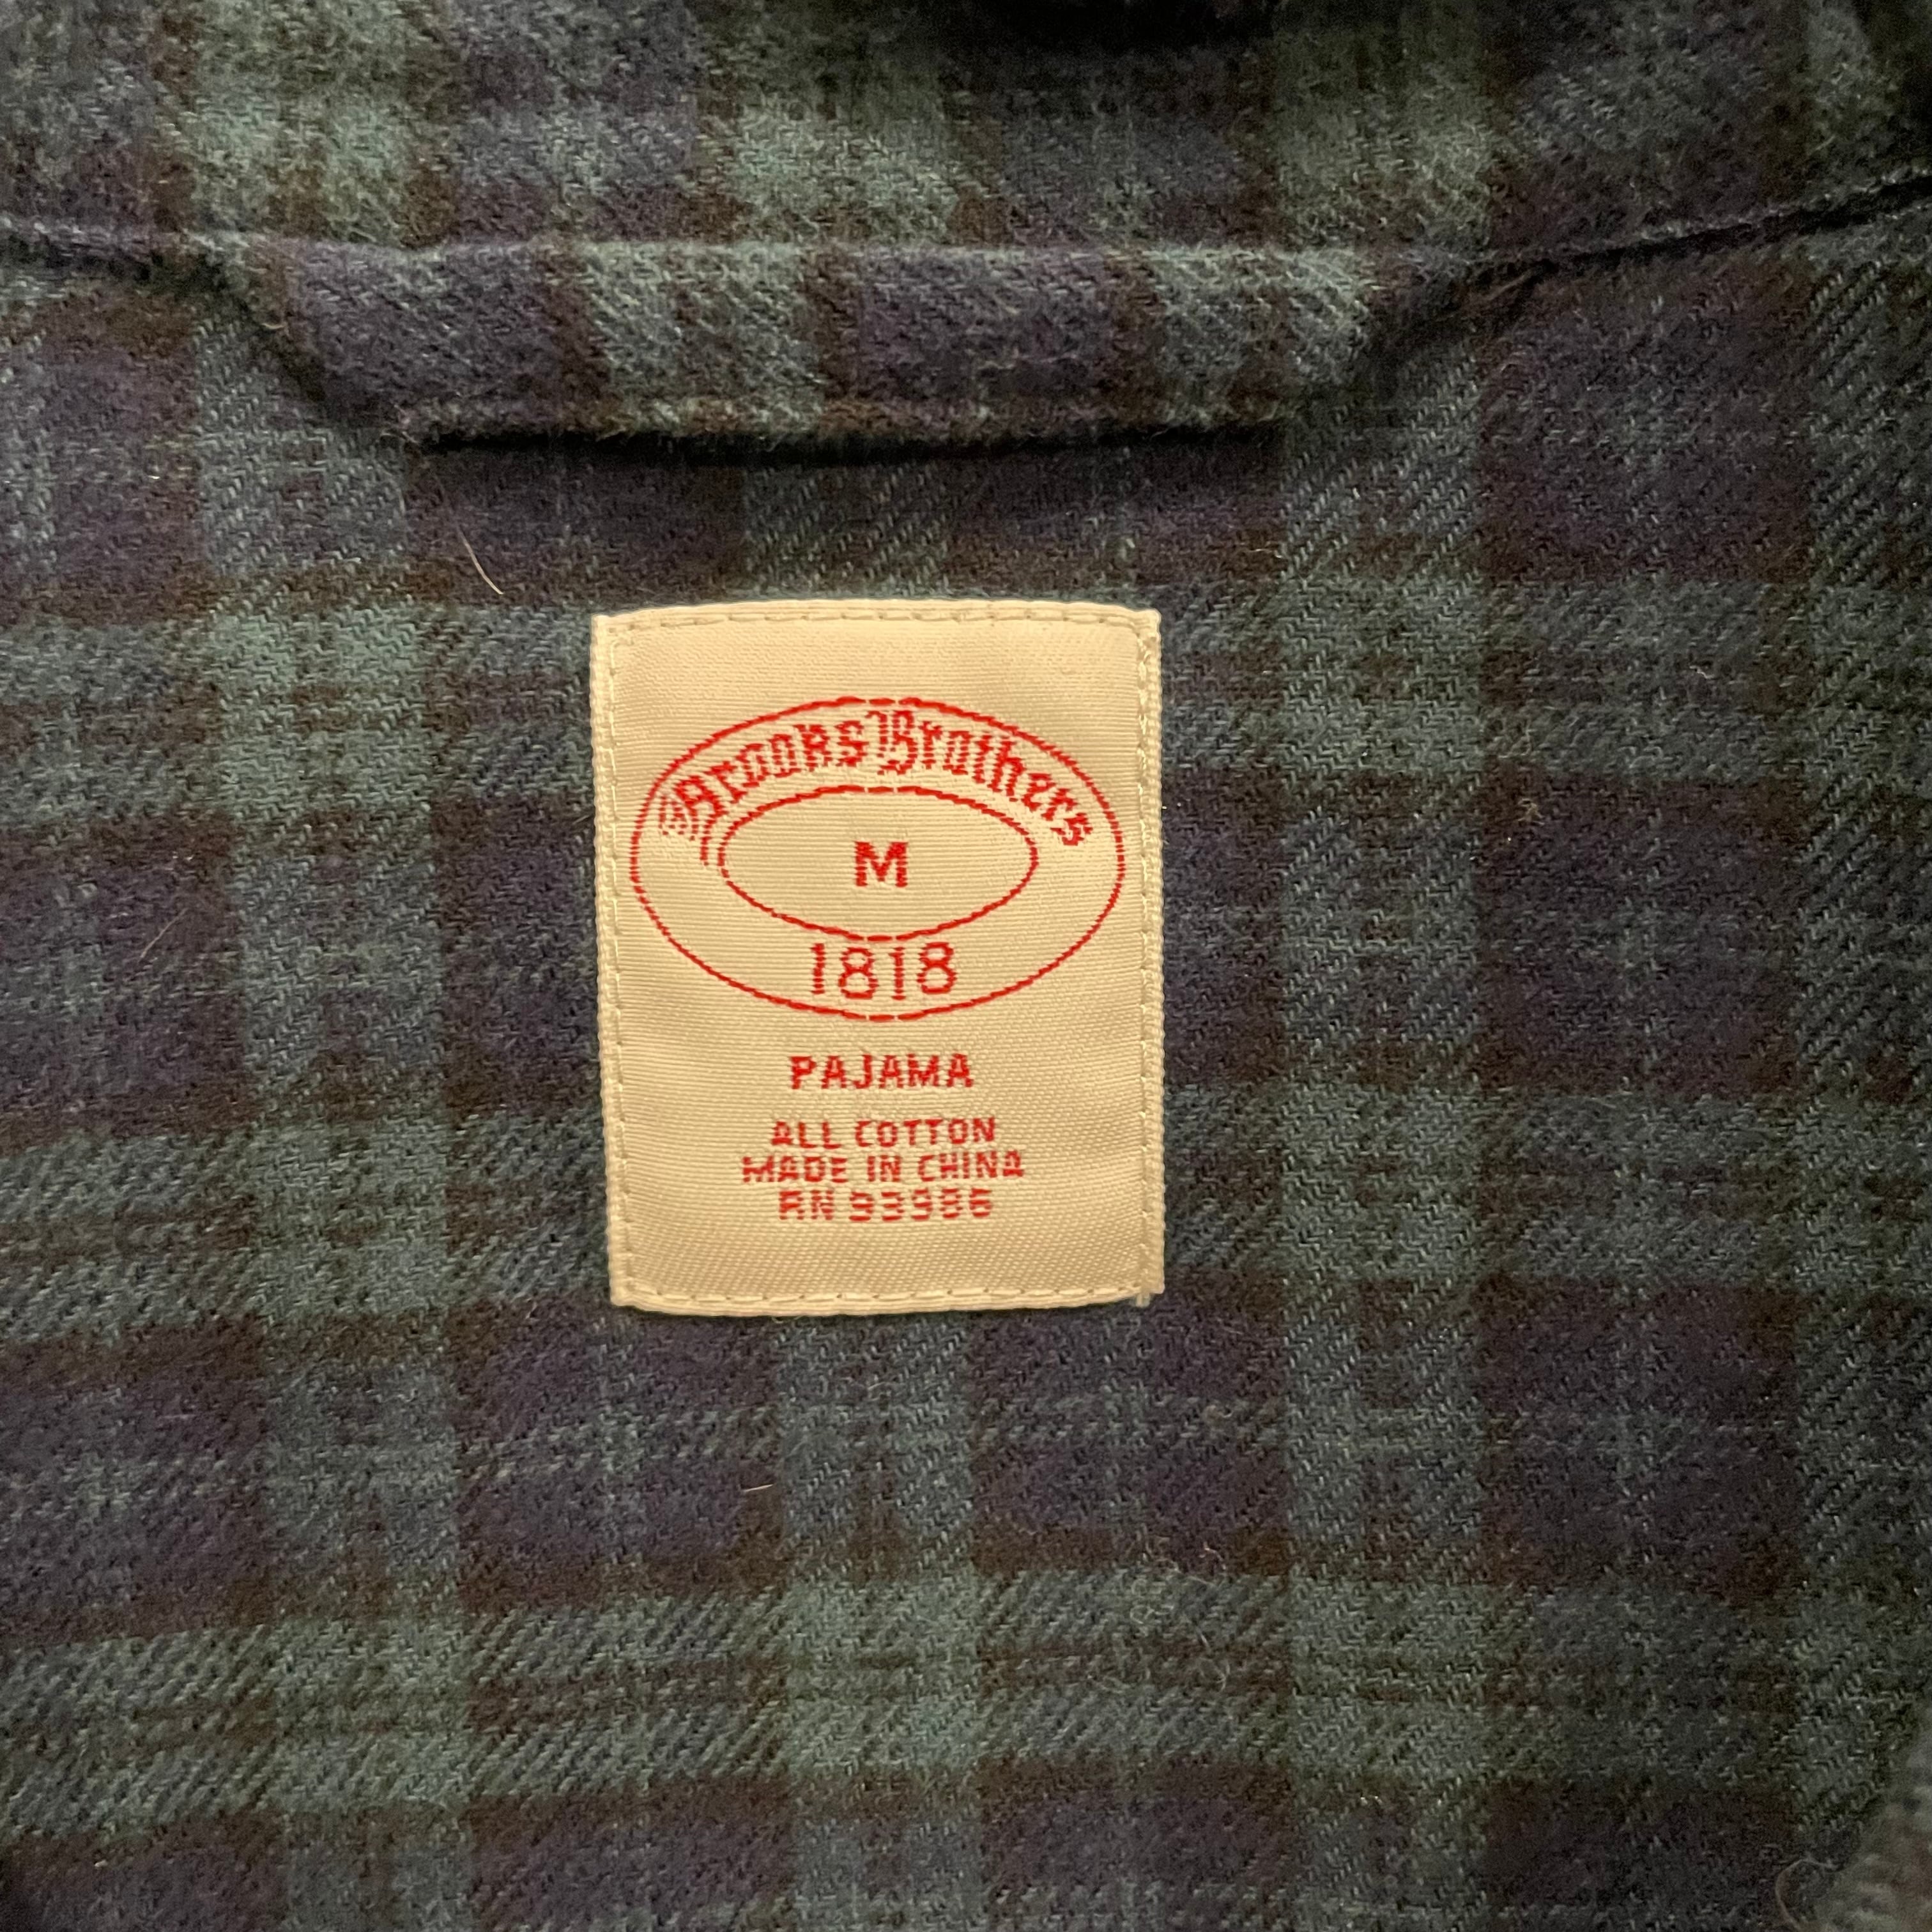 Brooks Brothers
M
1818
PAJAMA
ALL COTTON
MADE IN CHINA
RN 93986